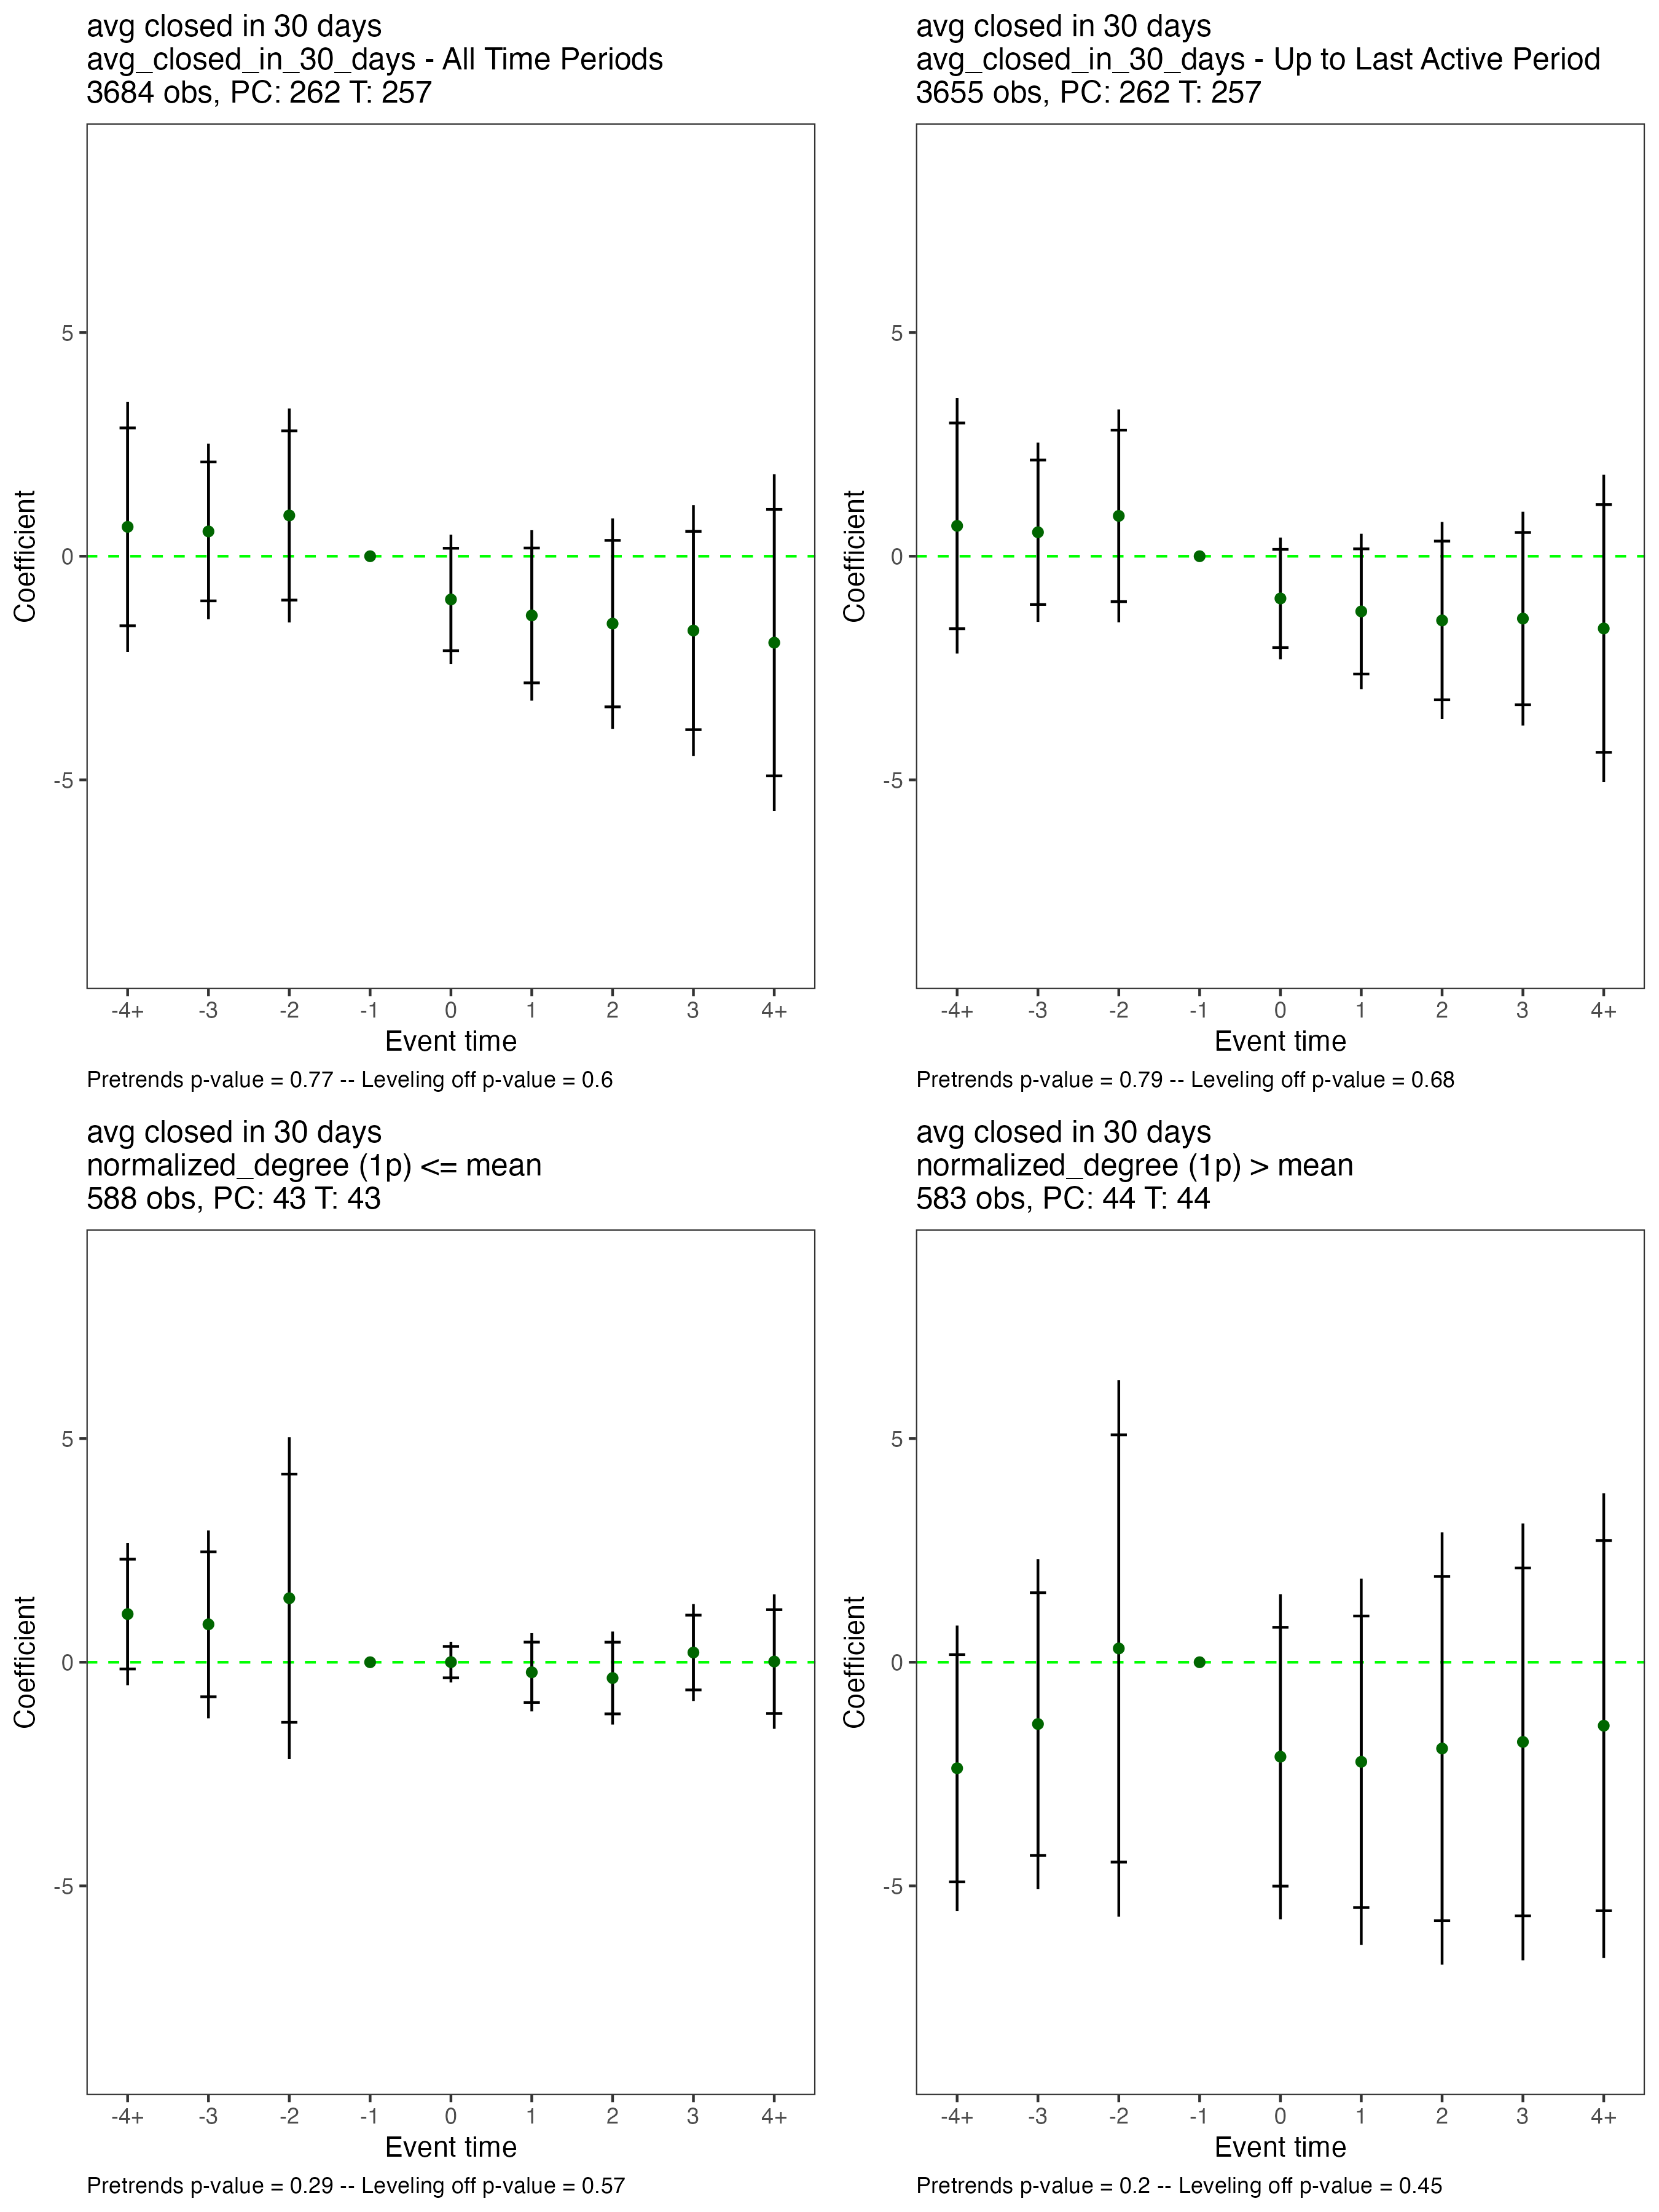 avg closed in 30 days
avg_closed_in_30_days - All Time Periods
3684 obs, PC: 262 T: 257
Coefficient
5
0
-5
-4+ -3 -2 -1 0 1 2 3 4+
Event time
Pretrends p-value = 0.77 -- Leveling off p-value = 0.6
avg closed in 30 days
avg_closed_in_30_days - Up to Last Active Period
3655 obs, PC: 262 T: 257
Coefficient
5
0
-5
-4+ -3 -2 -1 0 1 2 3 4+
Event time
Pretrends p-value = 0.79 -- Leveling off p-value = 0.68
avg closed in 30 days
normalized_degree (1p) <= mean
588 obs, PC: 43 T: 43
Coefficient
5
0
-5
-4+ -3 -2 -1 0 1 2 3 4+
Event time
Pretrends p-value = 0.29 -- Leveling off p-value = 0.57
avg closed in 30 days
normalized_degree (1p) > mean
583 obs, PC: 44 T: 44
Coefficient
5
0
-5
-4+ -3 -2 -1 0 1 2 3 4+
Event time
Pretrends p-value = 0.2 -- Leveling off p-value = 0.45